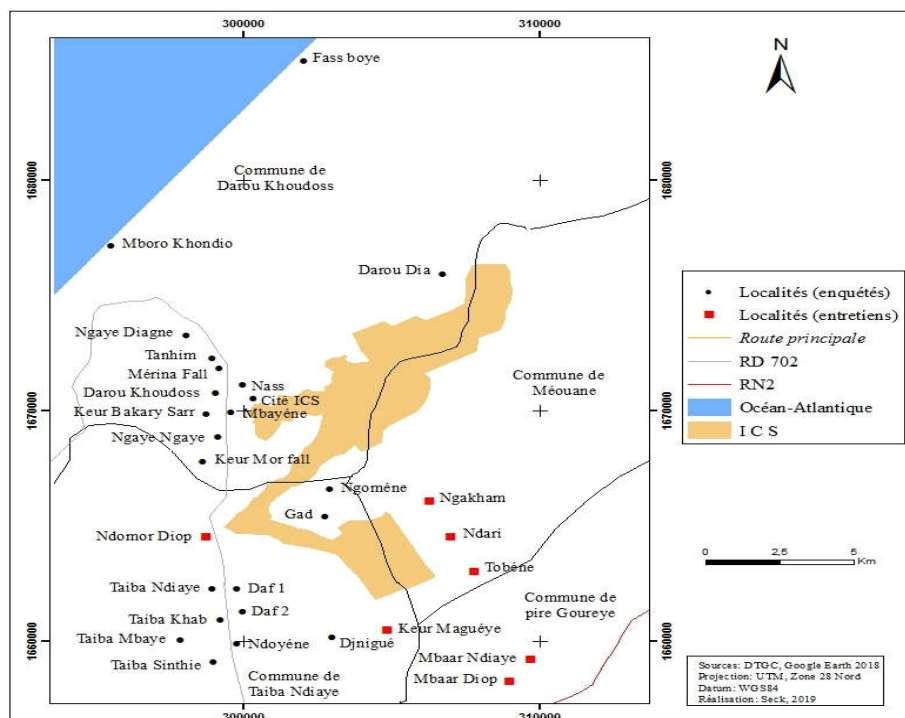 300000
310000
Fass boye
N
1680000
Commune de
Darou Khoudoss
1680000
Mboro Khondio
Darou Dia
Ngaye Diagne
Tanhim
Mérina Fall
Nass
Darou Khoudoss
Cité ICS
Keur Bakary Sarr
Mbayéne
Ngaye Ngaye
Keur Mor fall
1670000
Commune de
Méouane
1670000
Localités (enquétés)
Localités (entretiens)
Route principale
RD 702
RN2
Océan-Atlantique
I C S
Ngoméne
Ngakham
Gad
Ndomor Diop
Ndari
Tobéne
0 2,5 5
Km
Taiba Ndiaye
Daf 1
Daf 2
Taiba Khab
Commune de
pire Goureye
Keur Maguéye
Taiba Mbaye
Ndoyéne
Djnigué
1660000
Mbaar Ndiaye
Mbaar Diop
1660000
Taiba Sinthie
Commune de
Taiba Ndiaye
Sources: DTGC, Google Earth 2018
Projection: UTM, Zone 28 Nord
Datum: WGS84
Réalisation: Seck, 2019
300000
310000